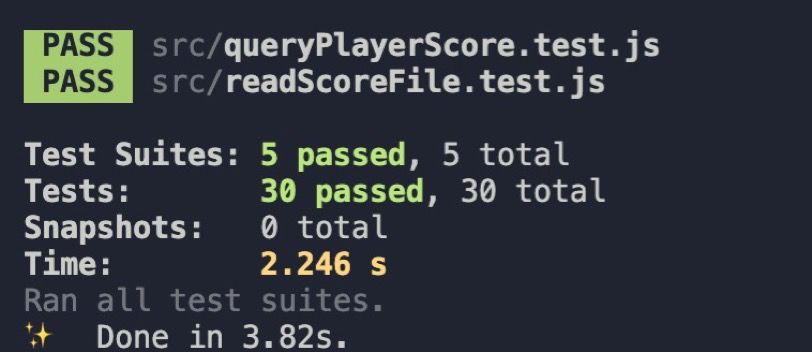 PASS src/queryPlayerScore.test.js
PASS src/readScoreFile.test.js
Test Suites: 5 passed, 5 total
Tests: 30 passed, 30 total
Snapshots: 0 total
Time: 2.246 s
Ran all test suites.
✨ Done in 3.82s.